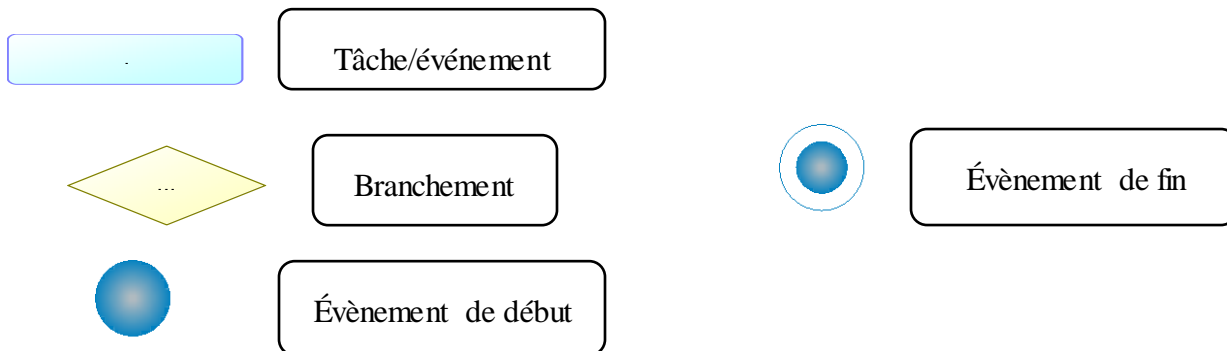 .
Tâche/événement
...
Branchement
Évènement de fin
Évènement de début